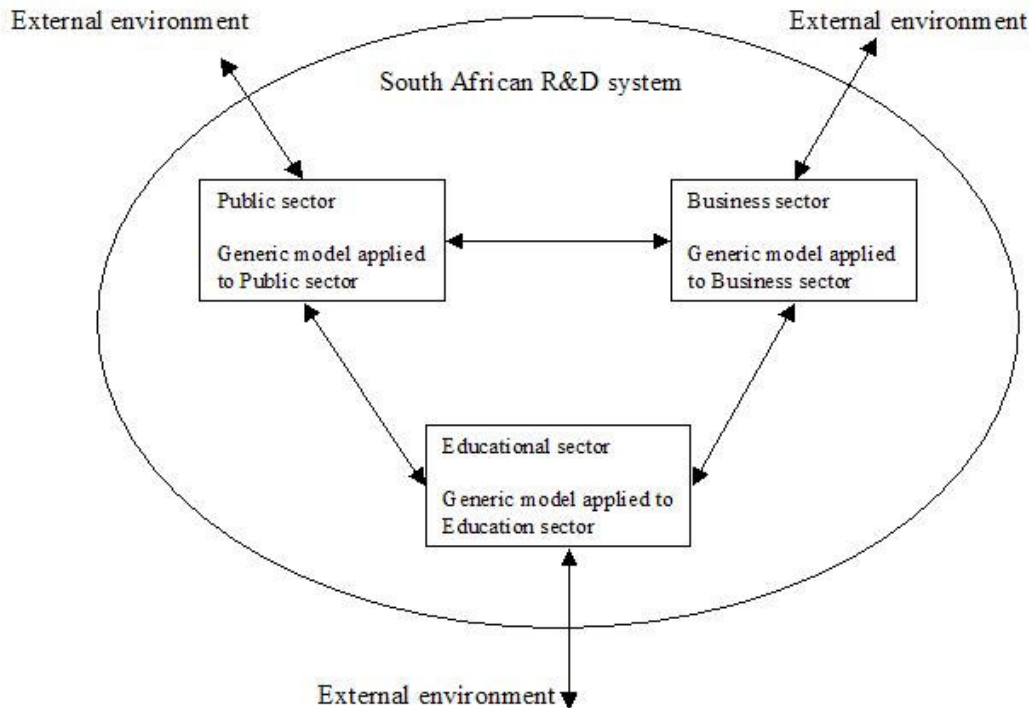 External environment
External environment
South African R&D system
Public sector
Generic model applied
to Public sector
Business sector
Generic model applied
to Business sector
Educational sector
Generic model applied to
Education sector
External environment